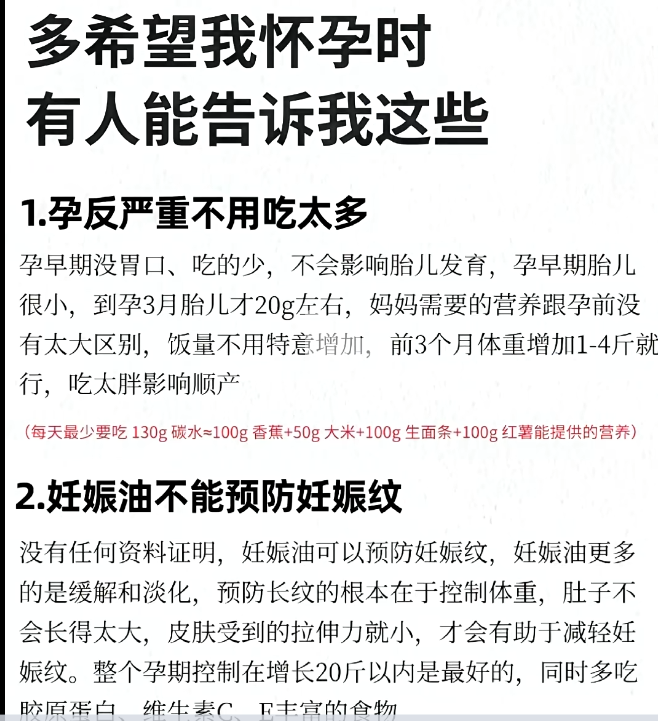 多希望我怀孕时
有人能告诉我这些
1.孕反严重不用吃太多
孕早期没胃口、吃的少，不会影响胎儿发育，孕早期胎儿
很小，到孕3月胎儿才20g左右，妈妈需要的营养跟孕前没
有太大区别，饭量不用特意增加，前3个月体重增加1-4斤就
行，吃太胖影响顺产
（每天最少要吃 130g 碳水≈100g 香蕉+50g 大米+100g 生面条+100g 红薯能提供的营养）
2.妊娠油不能预防妊娠纹
没有任何资料证明，妊娠油可以预防妊娠纹，妊娠油更多
的是缓解和淡化，预防长纹的根本在于控制体重，肚子不
会长得太大，皮肤受到的拉伸力就小，才会有助于减轻妊
娠纹。整个孕期控制在增长20斤以内是最好的，同时多吃
胶原蛋白、维生素C、E丰富的食物